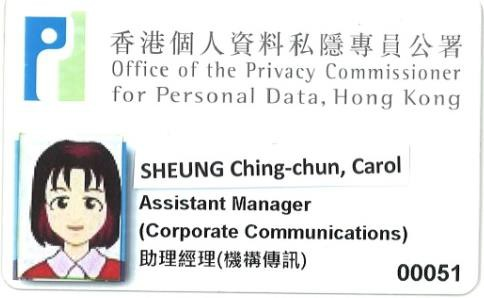 香港個人資料私隱專員公署
Office of the Privacy Commissioner
for Personal Data, Hong Kong
SHEUNG Ching-chun, Carol
Assistant Manager
(Corporate Communications)
助理經理(機構傳訊)
00051